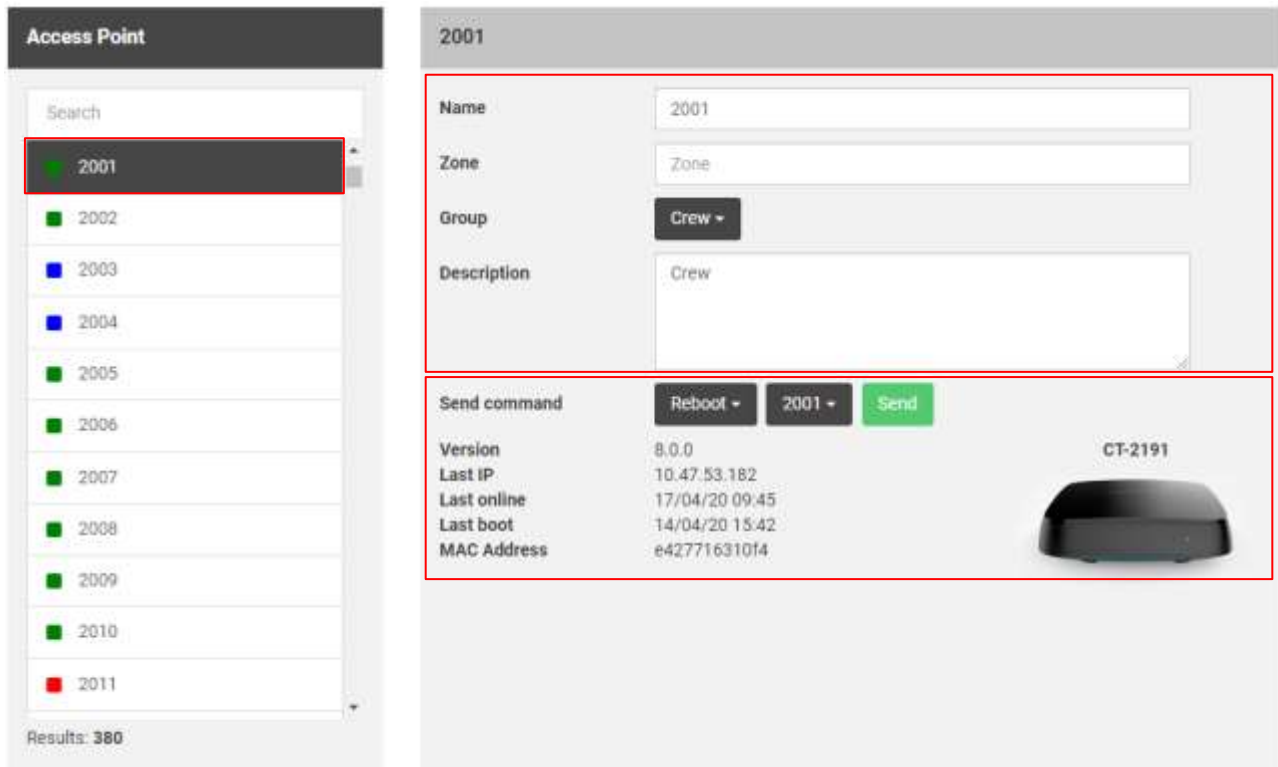 Access Point
Search
2001
2002
2003
2004
2005
2006
2007
2008
2009
2010
2011
Results: 380
2001
Name 2001
Zone Zone
Group Crew
Description Crew
Send command Reboot 2001 Send
Version 8.0.0 CT-2191
Last IP 10.47.53.182
Last online 17/04/20 09:45
Last boot 14/04/20 15:42
MAC Address e427716310f4